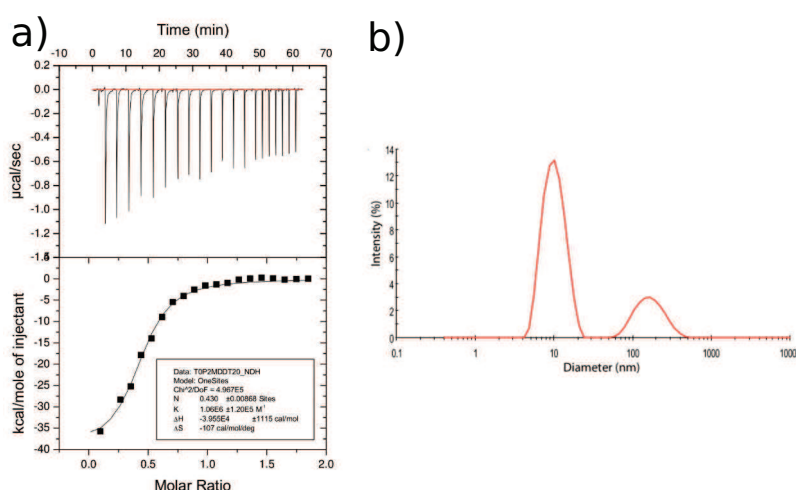 a)
Time (min)
-10 0 10 20 30 40 50 60 70
0.2
0.0
-0.2
-0.4
-0.6
-0.8
-1.0
-1.2
µcal/sec
0
-5
-10
-15
-20
-25
-30
-35
-40
kcal/mole of injectant
Data: T0P2MDDT20_NDH
Model: OneSites
Chi^2/DoF = 4.967E5
N 0.430 ±0.00868 Sites
K 1.06E6 ±1.20E5 M⁻¹
ΔH -3.955E4 ±1115 cal/mol
ΔS -107 cal/mol/deg
0.0 0.5 1.0 1.5 2.0
Molar Ratio
b)
14
12
10
8
6
4
2
0
Intensity (%)
0.1 1 10 100 1000 1000
Diameter (nm)